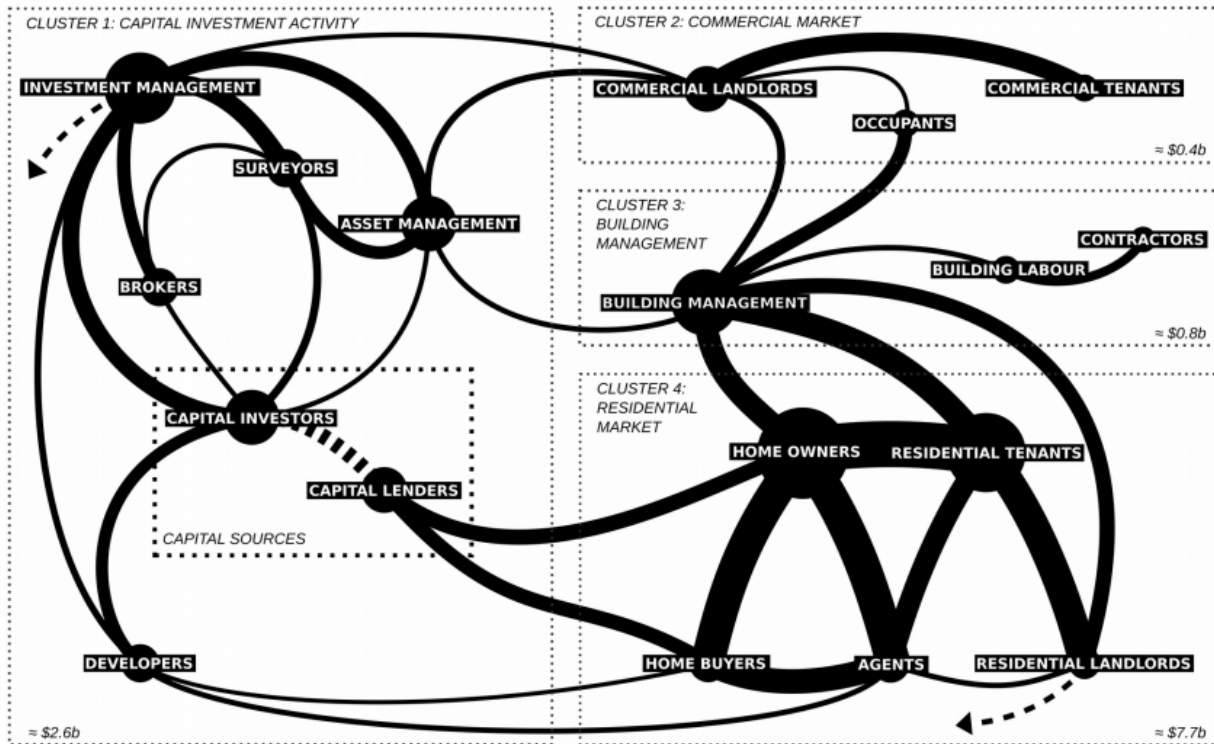 CLUSTER 1: CAPITAL INVESTMENT ACTIVITY
INVESTMENT MANAGEMENT
SURVEYORS
ASSET MANAGEMENT
BROKERS
CAPITAL INVESTORS
CAPITAL LENDERS
CAPITAL SOURCES
DEVELOPERS
≈ $2.6b
CLUSTER 2: COMMERCIAL MARKET
COMMERCIAL LANDLORDS
COMMERCIAL TENANTS
OCCUPANTS
≈ $0.4b
CLUSTER 3:
BUILDING
MANAGEMENT
CONTRACTORS
BUILDING LABOUR
BUILDING MANAGEMENT
≈ $0.8b
CLUSTER 4:
RESIDENTIAL
MARKET
HOME OWNERS
RESIDENTIAL TENANTS
HOME BUYERS
AGENTS
RESIDENTIAL LANDLORDS
≈ $7.7b